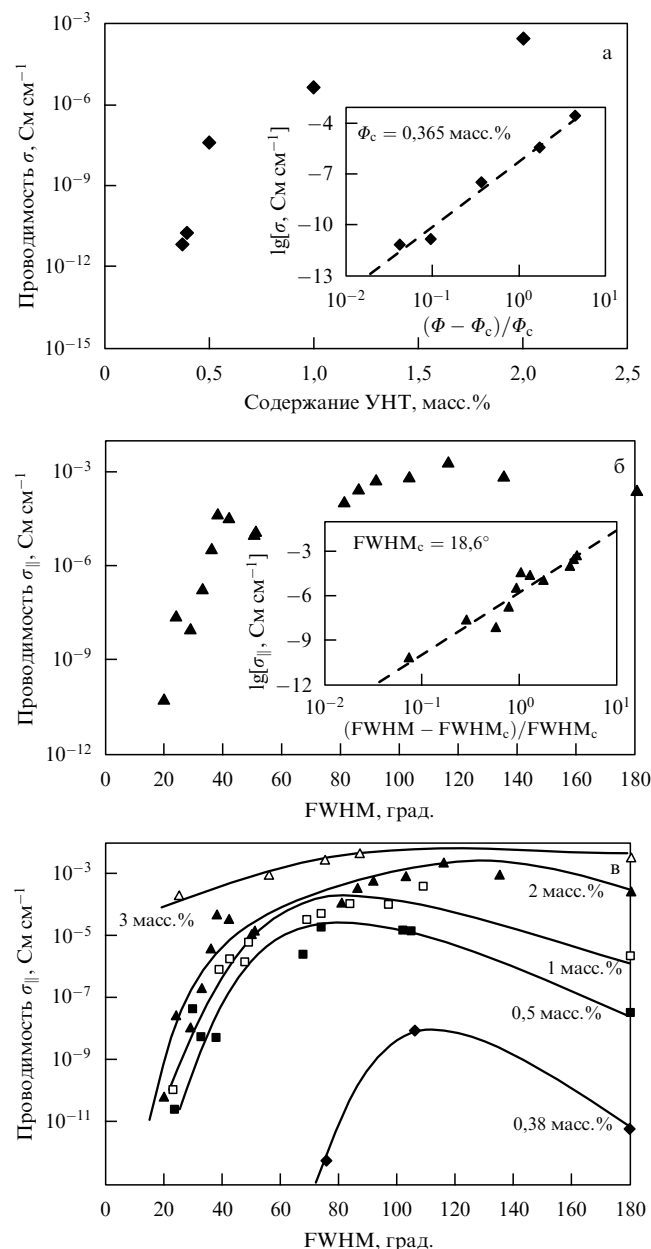 а
Проводимость σ, См см⁻¹
10⁻³
10⁻⁶
10⁻⁹
10⁻¹²
10⁻¹⁵
0
0,5
1,0
1,5
2,0
2,5
Содержание УНТ, масс.%
Φc = 0,365 масс.%
lg[σ, См см⁻¹]
−4
−7
−10
−13
10⁻²
10⁻¹
10⁰
10¹
(Φ − Φc)/Φc
б
Проводимость σ∥, См см⁻¹
10⁻³
10⁻⁶
10⁻⁹
10⁻¹²
0
20
40
60
80
100
120
140
160
180
FWHM, град.
FWHMc = 18,6°
lg[σ∥, См см⁻¹]
−3
−6
−9
−12
10⁻²
10⁻¹
10⁰
10¹
(FWHM − FWHMc)/FWHMc
в
Проводимость σ∥, См см⁻¹
10⁻³
10⁻⁵
10⁻⁷
10⁻⁹
10⁻¹¹
3 масс.%
2 масс.%
1 масс.%
0,5 масс.%
0,38 масс.%
0
20
40
60
80
100
120
140
160
180
FWHM, град.